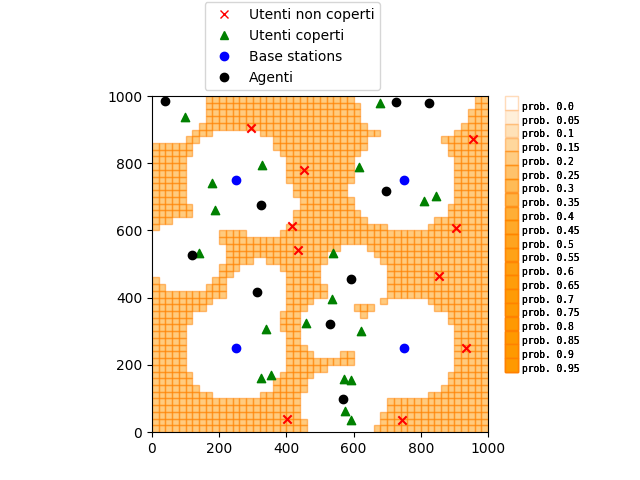 Utenti non coperti
Utenti coperti
Base stations
Agenti
1000
800
600
400
200
0
0 200 400 600 800 1000
prob. 0.0
prob. 0.05
prob. 0.1
prob. 0.15
prob. 0.2
prob. 0.25
prob. 0.3
prob. 0.35
prob. 0.4
prob. 0.45
prob. 0.5
prob. 0.55
prob. 0.6
prob. 0.65
prob. 0.7
prob. 0.75
prob. 0.8
prob. 0.85
prob. 0.9
prob. 0.95